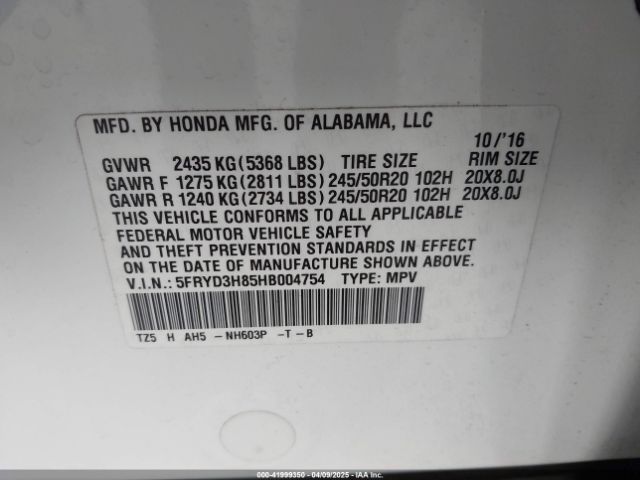 MFD. BY HONDA MFG. OF ALABAMA, LLC
10/'16
GVWR 2435 KG(5368 LBS) TIRE SIZE RIM SIZE
GAWR F 1275 KG(2811 LBS) 245/50R20 102H 20X8.0J
GAWR R 1240 KG(2734 LBS) 245/50R20 102H 20X8.0J
THIS VEHICLE CONFORMS TO ALL APPLICABLE
FEDERAL MOTOR VEHICLE SAFETY
AND THEFT PREVENTION STANDARDS IN EFFECT
ON THE DATE OF MANUFACTURE SHOWN ABOVE.
V.I.N.: 5FRYD3H85HB004754 TYPE: MPV
TZ5 H AH5 -NH603P -T -B
000-41999350 - 04/09/2025 - IAAI Inc.